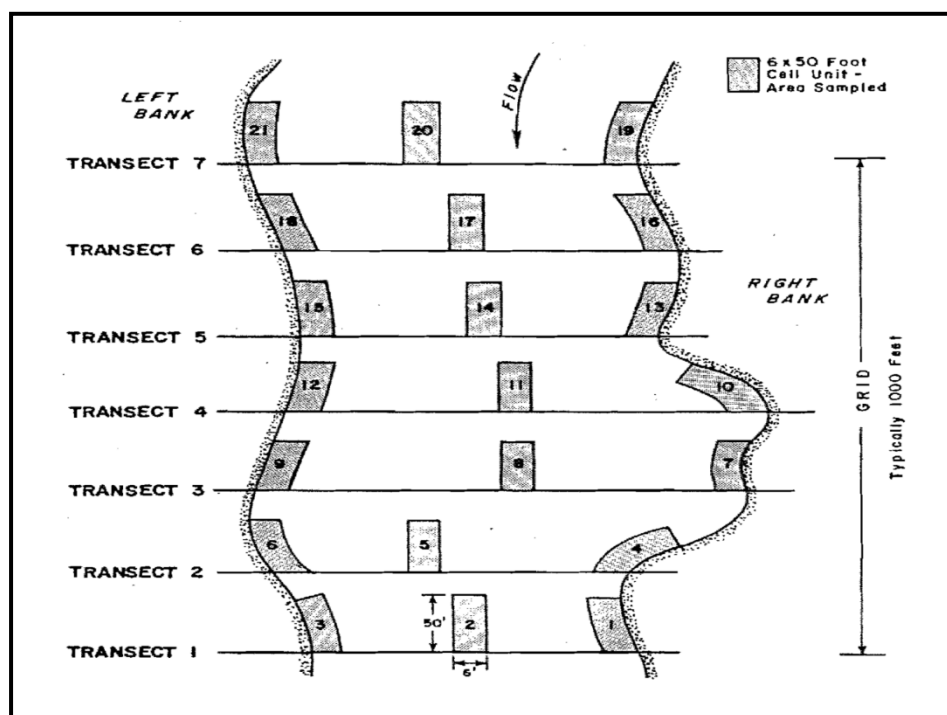 6 x 50 Foot
Cell Unit -
Area Sampled
LEFT
BANK
Flow
21
20
19
TRANSECT 7
18
17
16
TRANSECT 6
RIGHT
BANK
15
14
13
TRANSECT 5
12
11
10
TRANSECT 4
GRID
Typically 1000 Feet
9
8
7
TRANSECT 3
6
5
4
TRANSECT 2
50'
3
2
1
TRANSECT 1
6'